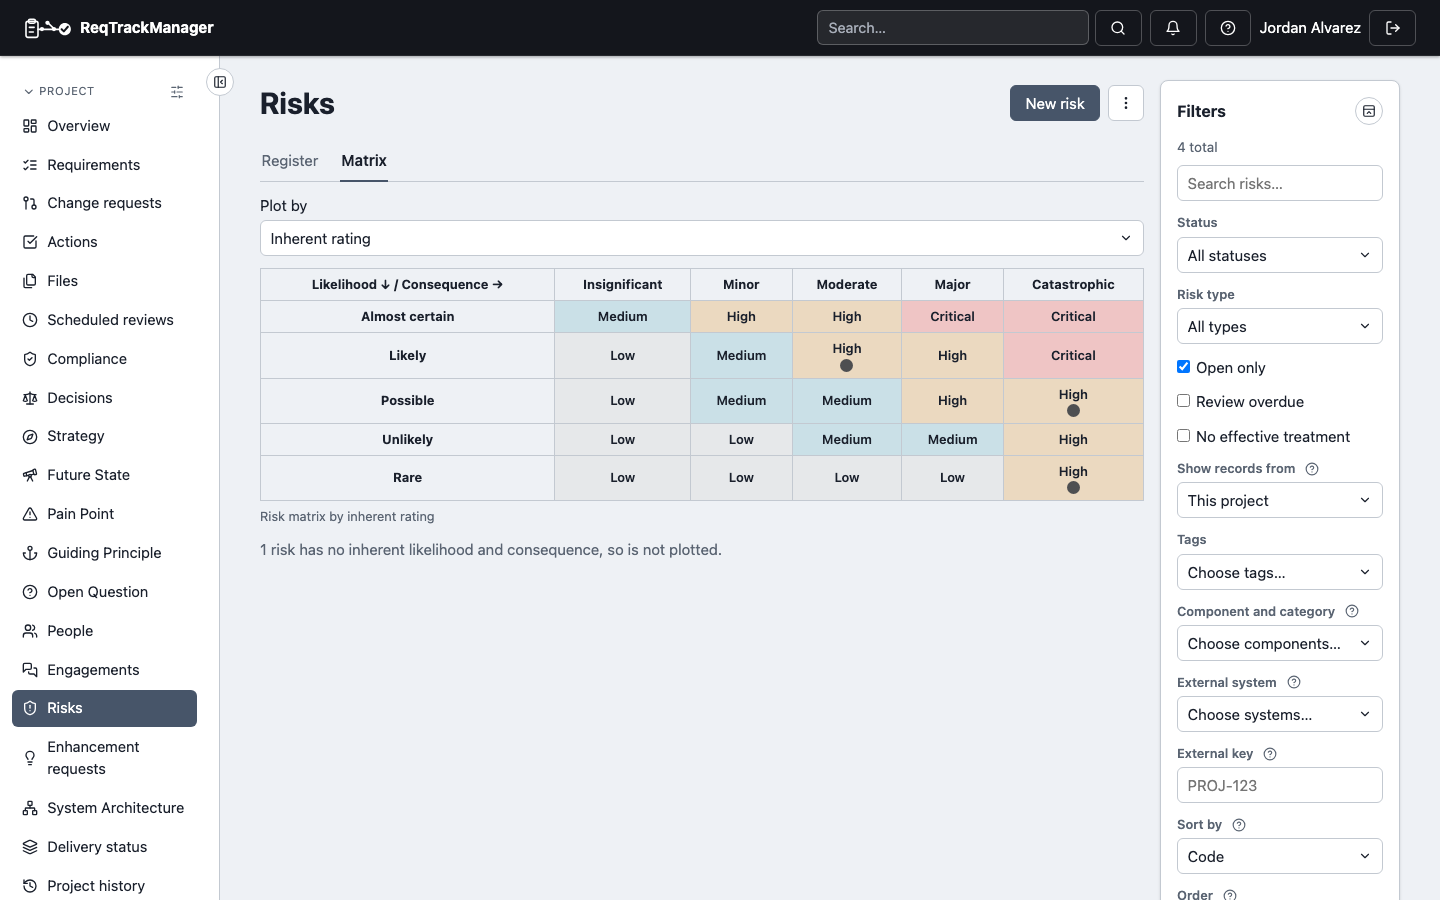 ReqTrackManager
Search...
Jordan Alvarez
PROJECT
Overview
Requirements
Change requests
Actions
Files
Scheduled reviews
Compliance
Decisions
Strategy
Future State
Pain Point
Guiding Principle
Open Question
People
Engagements
Risks
Enhancement
requests
System Architecture
Delivery status
Project history
Risks
New risk
Register Matrix
Plot by
Inherent rating
Likelihood ↓ / Consequence → Insignificant Minor Moderate Major Catastrophic
Almost certain Medium High High Critical Critical
Likely Low Medium High High Critical
Possible Low Medium Medium High High
Unlikely Low Low Medium Medium High
Rare Low Low Low Low High
Risk matrix by inherent rating
1 risk has no inherent likelihood and consequence, so is not plotted.
Filters
4 total
Search risks...
Status
All statuses
Risk type
All types
Open only
Review overdue
No effective treatment
Show records from
This project
Tags
Choose tags...
Component and category
Choose components...
External system
Choose systems...
External key
PROJ-123
Sort by
Code
Order